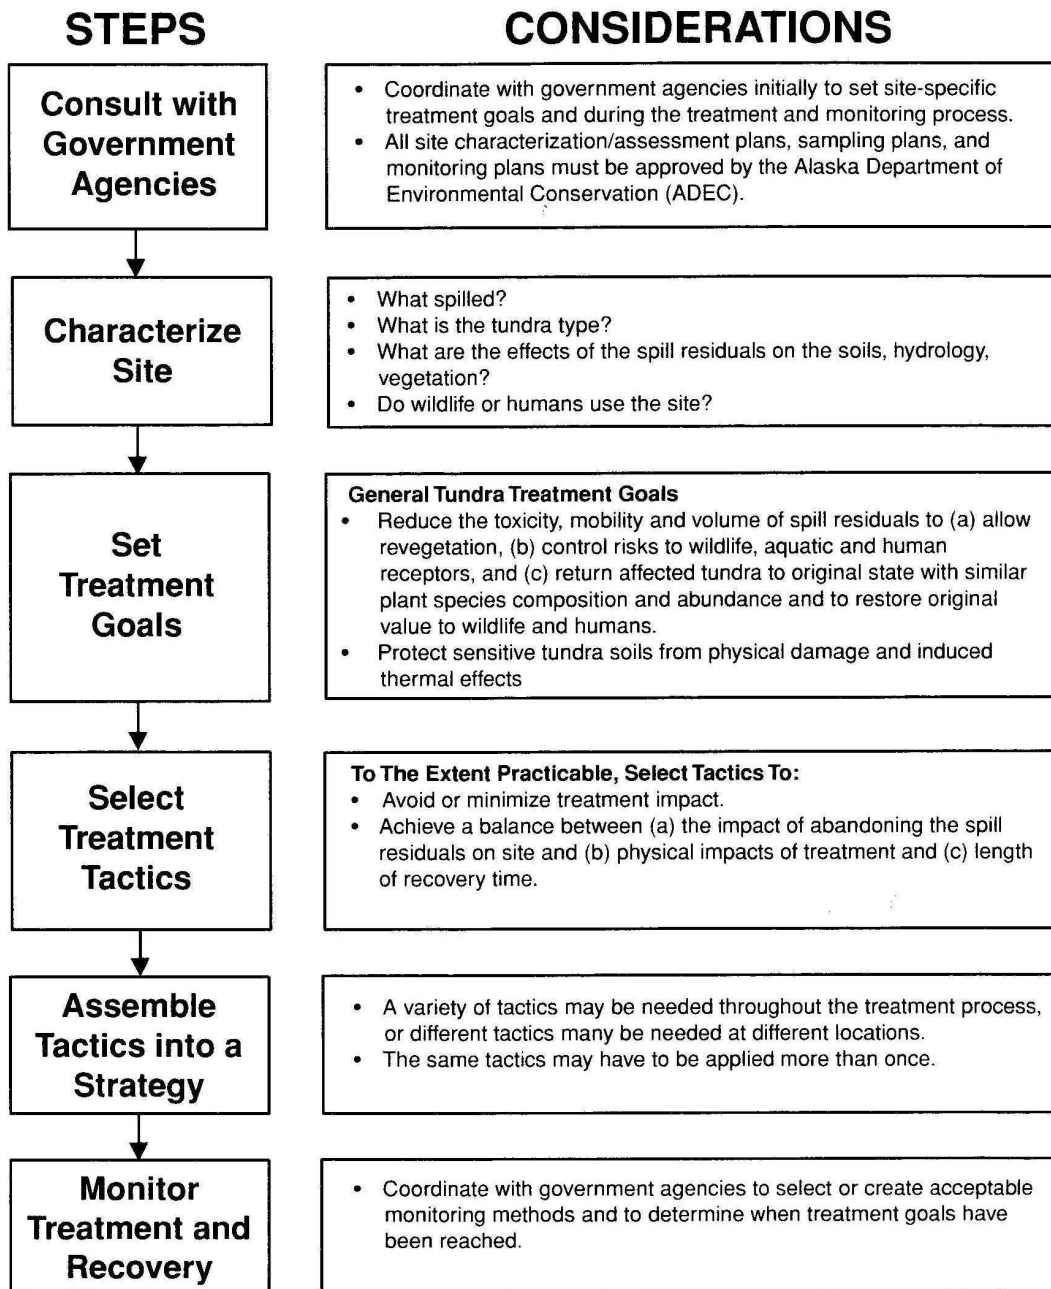 STEPS
CONSIDERATIONS
Consult with
Government
Agencies
• Coordinate with government agencies initially to set site-specific
treatment goals and during the treatment and monitoring process.
• All site characterization/assessment plans, sampling plans, and
monitoring plans must be approved by the Alaska Department of
Environmental Conservation (ADEC).
Characterize
Site
• What spilled?
• What is the tundra type?
• What are the effects of the spill residuals on the soils, hydrology,
vegetation?
• Do wildlife or humans use the site?
Set
Treatment
Goals
General Tundra Treatment Goals
• Reduce the toxicity, mobility and volume of spill residuals to (a) allow
revegetation, (b) control risks to wildlife, aquatic and human
receptors, and (c) return affected tundra to original state with similar
plant species composition and abundance and to restore original
value to wildlife and humans.
• Protect sensitive tundra soils from physical damage and induced
thermal effects
Select
Treatment
Tactics
To The Extent Practicable, Select Tactics To:
• Avoid or minimize treatment impact.
• Achieve a balance between (a) the impact of abandoning the spill
residuals on site and (b) physical impacts of treatment and (c) length
of recovery time.
Assemble
Tactics into a
Strategy
• A variety of tactics may be needed throughout the treatment process,
or different tactics many be needed at different locations.
• The same tactics may have to be applied more than once.
Monitor
Treatment and
Recovery
• Coordinate with government agencies to select or create acceptable
monitoring methods and to determine when treatment goals have
been reached.